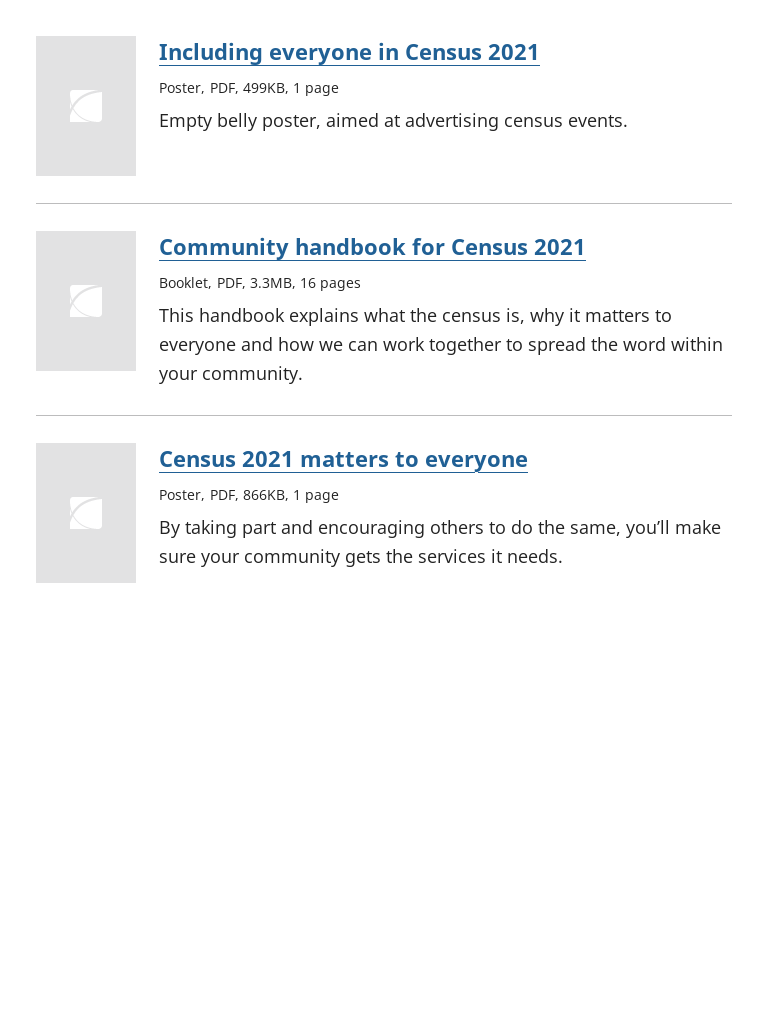 Including everyone in Census 2021
Poster, PDF, 499KB, 1 page
Empty belly poster, aimed at advertising census events.
Community handbook for Census 2021
Booklet, PDF, 3.3MB, 16 pages
This handbook explains what the census is, why it matters to
everyone and how we can work together to spread the word within
your community.
Census 2021 matters to everyone
Poster, PDF, 866KB, 1 page
By taking part and encouraging others to do the same, you’ll make
sure your community gets the services it needs.